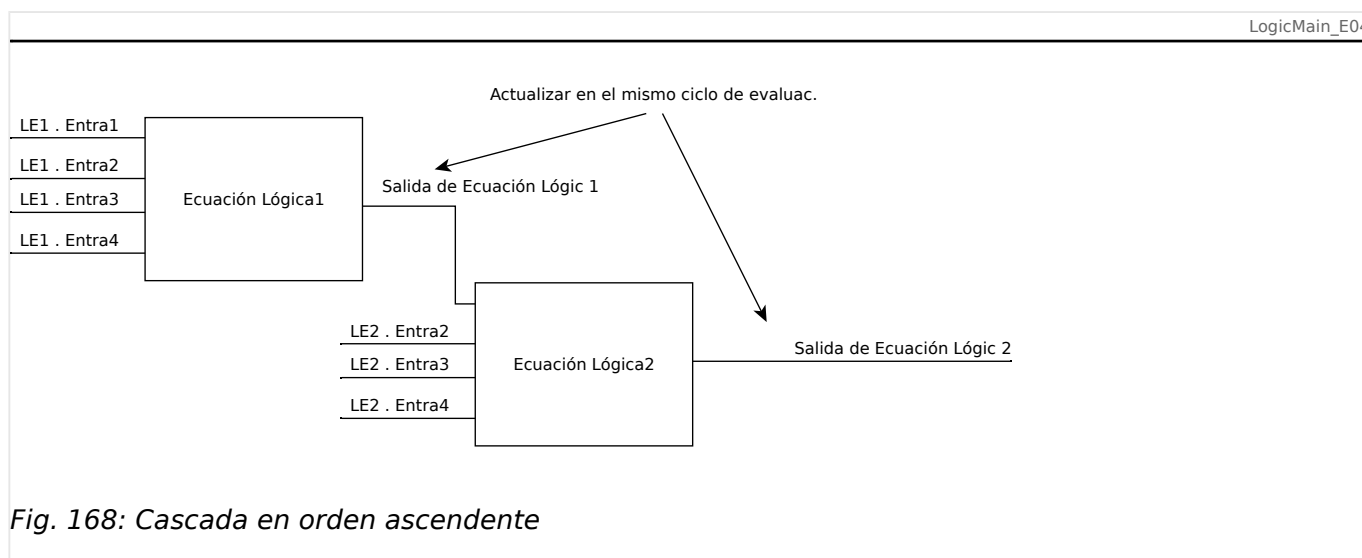 LogicMain_E04
Actualizar en el mismo ciclo de evaluac.
LE1 . Entra1
LE1 . Entra2
LE1 . Entra3
LE1 . Entra4
Ecuación Lógica1
Salida de Ecuación Lógic 1
LE2 . Entra2
LE2 . Entra3
LE2 . Entra4
Ecuación Lógica2
Salida de Ecuación Lógic 2
Fig. 168: Cascada en orden ascendente